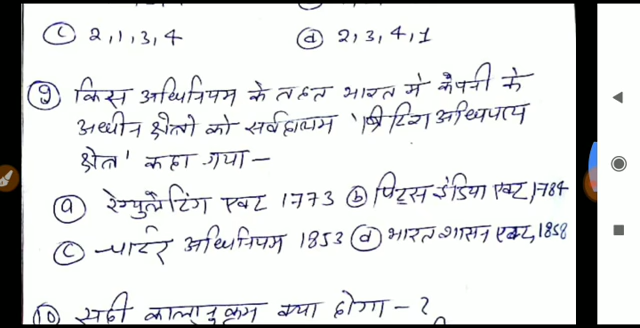 (c) 2,1,3,4 (d) 2,3,4,1
(9) किस अधिनियम के तहत भारत मे कंपनी के
अधीन क्षेत्रो को सर्वप्रथम 'ब्रिटिश अधिपत्य
क्षेत्र' कहा गया –
(a) रेग्युलेटिंग एक्ट 1773 (b) पिट्स इंडिया एक्ट, 1784
(c) चार्टर अधिनियम 1853 (d) भारत शासन एक्ट, 1858
(10) सही कालानुक्रम क्या होगा – ?